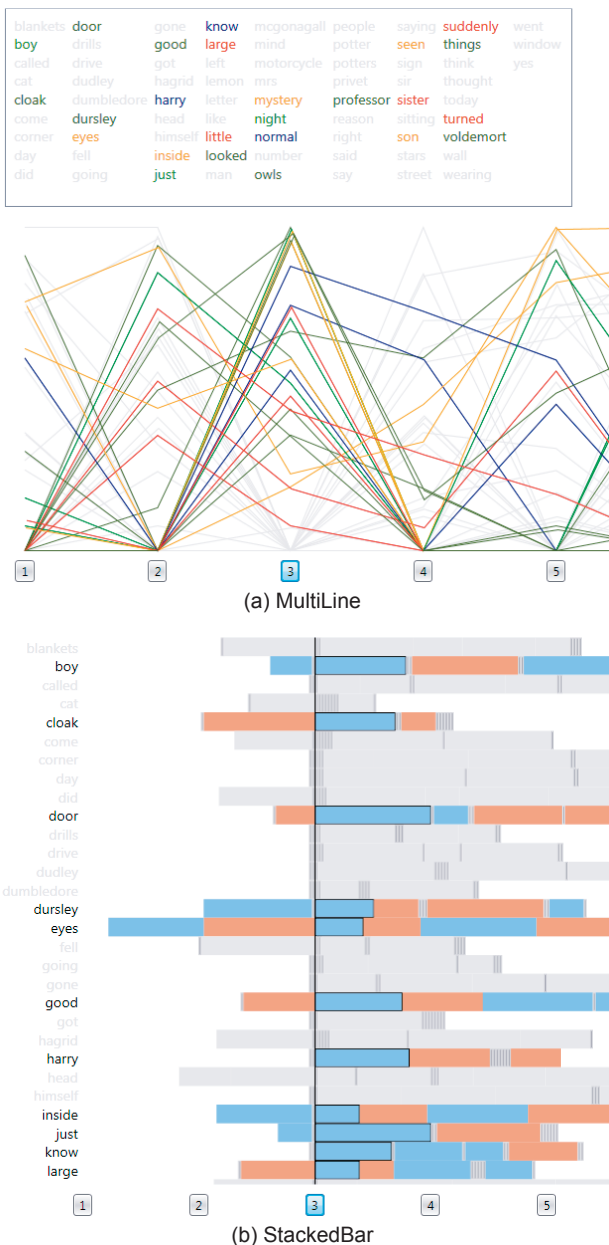 blankets door gone know mcgonagall people saying suddenly went
boy drills good large mind potter seen things window
called drive got left motorcycle potters sign think yes
cat dudley hagrid lemon mrs privet sir thought
cloak dumbledore harry letter mystery professor sister today
come dursley head like night reason sitting turned
corner eyes himself little normal right son voldemort
day fell inside looked number said stars wall
did going just man owls say street wearing
1 2 3 4 5
(a) MultiLine
blankets
boy
called
cat
cloak
come
corner
day
did
door
drills
drive
dudley
dumbledore
dursley
eyes
fell
going
gone
good
got
hagrid
harry
head
himself
inside
just
know
large
1 2 3 4 5
(b) StackedBar